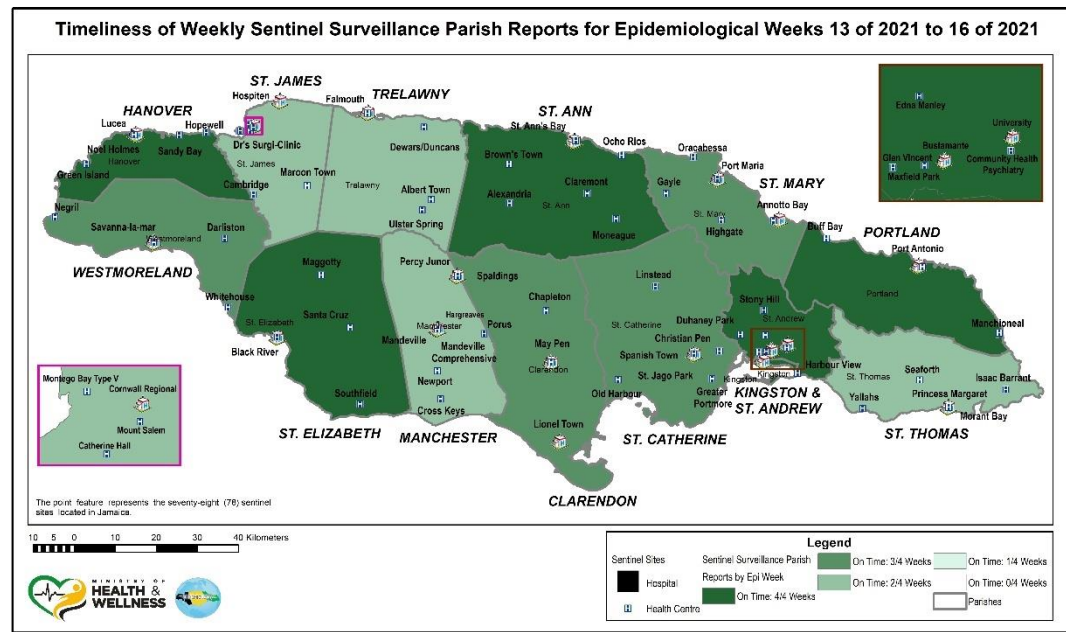 Timeliness of Weekly Sentinel Surveillance Parish Reports for Epidemiological Weeks 13 of 2021 to 16 of 2021
ST. JAMES
Hospiten
TRELAWNY
Falmouth
HANOVER
Lucea
Hopewell
Noel Holmes
Hanover
Sandy Bay
Green Island
Dr's Surgi-Clinic
St. James
Maroon Town
Cambridge
Dewars/Duncans
Trelawny
Albert Town
Ulster Spring
ST. ANN
St. Ann's Bay
Ocho Rios
Brown's Town
Claremont
Alexandria
St. Ann
Moneague
Oracabessa
Port Maria
Gayle
ST. MARY
St. Mary
Highgate
Annotto Bay
Buff Bay
PORTLAND
Port Antonio
Portland
Manchioneal
Edna Manley
University
Bustamante
Glen Vincent
Community Health
Psychiatry
Maxfield Park
Negril
Savanna-la-mar
Darliston
Westmoreland
WESTMORELAND
Whitehouse
Maggotty
St. Elizabeth
Santa Cruz
Black River
Southfield
ST. ELIZABETH
Percy Junor
Spaldings
Hargreaves
Manchester
Mandeville
Porus
Mandeville
Comprehensive
Newport
Cross Keys
MANCHESTER
Chapleton
May Pen
Clarendon
Lionel Town
CLARENDON
Linstead
St. Catherine
Duhaney Park
Christian Pen
Spanish Town
St. Jago Park
Old Harbour
Greater
Portmore
ST. CATHERINE
Stony Hill
St. Andrew
Kingston
Kingston
Harbour View
KINGSTON &
ST. ANDREW
St. Thomas
Seaforth
Isaac Barrant
Yallahs
Princess Margaret
Morant Bay
ST. THOMAS
Montego Bay Type V
Cornwall Regional
Mount Salem
Catherine Hall
The point feature represents the seventy-eight (78) sentinel
sites located in Jamaica.
10 5 0 10 20 30 40 Kilometers
MINISTRY OF
HEALTH &
WELLNESS
Legend
Sentinel Sites
Hospital
Health Centre
Sentinel Surveillance Parish
Reports by Epi Week
On Time: 4/4 Weeks
On Time: 3/4 Weeks
On Time: 2/4 Weeks
On Time: 1/4 Weeks
On Time: 0/4 Weeks
Parishes